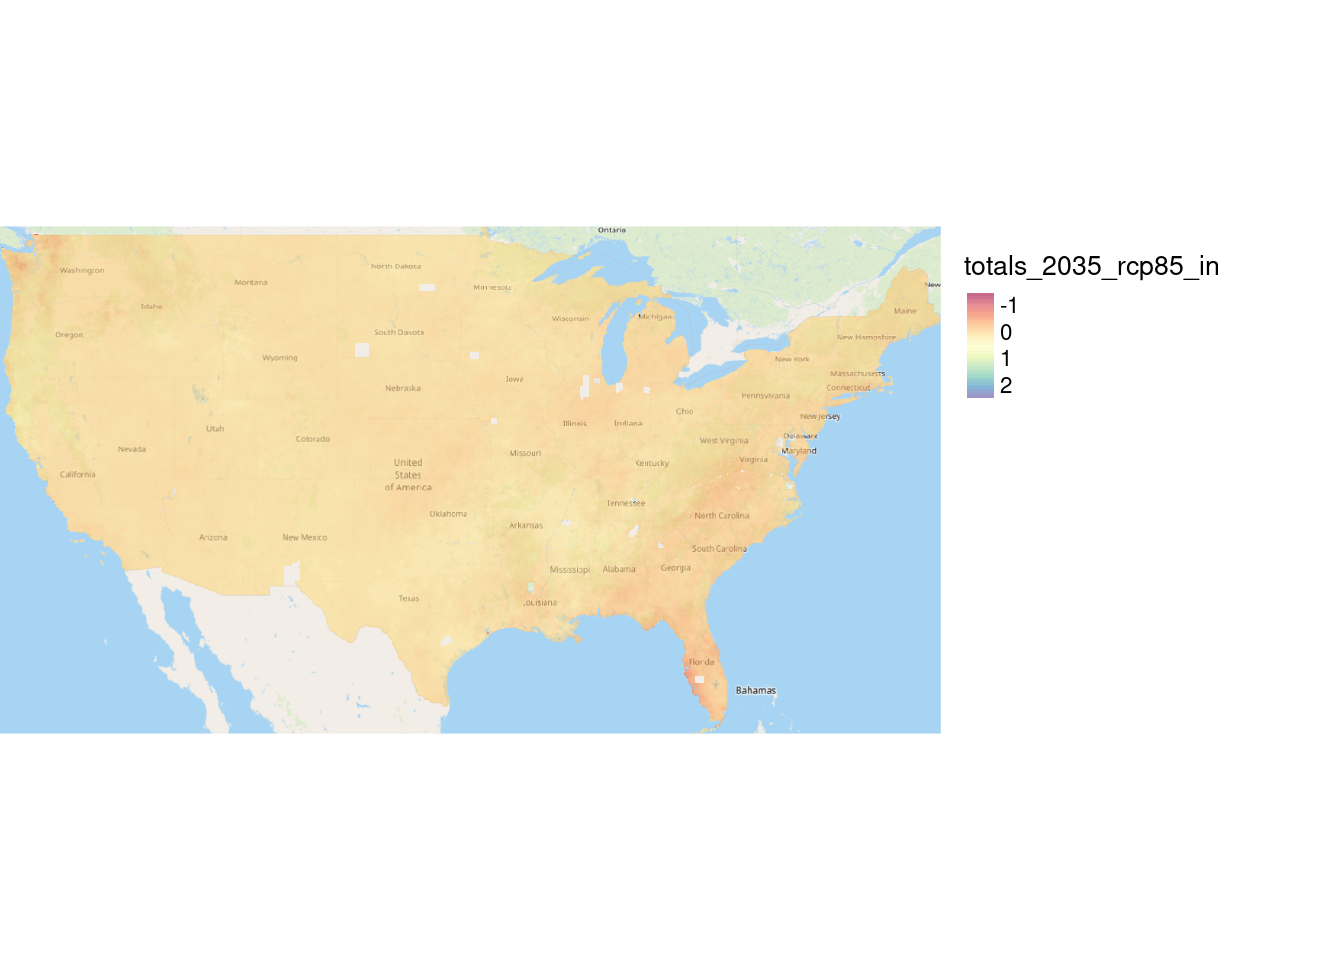 Ontario
totals_2035_rcp85_in
Washington
North Dakota
Montana
Minnesota
New
-1
Idaho
Maine
Wisconsin
Michigan
0
Oregon
South Dakota
New Hampshire
Wyoming
New York
1
Iowa
Massachusetts
Nebraska
Connecticut
2
Pennsylvania
Ohio
New Jersey
Illinois
Indiana
Utah
Colorado
West Virginia
Delaware
Nevada
Missouri
Maryland
United
States
of America
Kentucky
Virginia
California
Tennessee
Oklahoma
North Carolina
Arkansas
Arizona
New Mexico
South Carolina
Mississippi
Alabama
Georgia
Texas
Louisiana
Florida
Bahamas